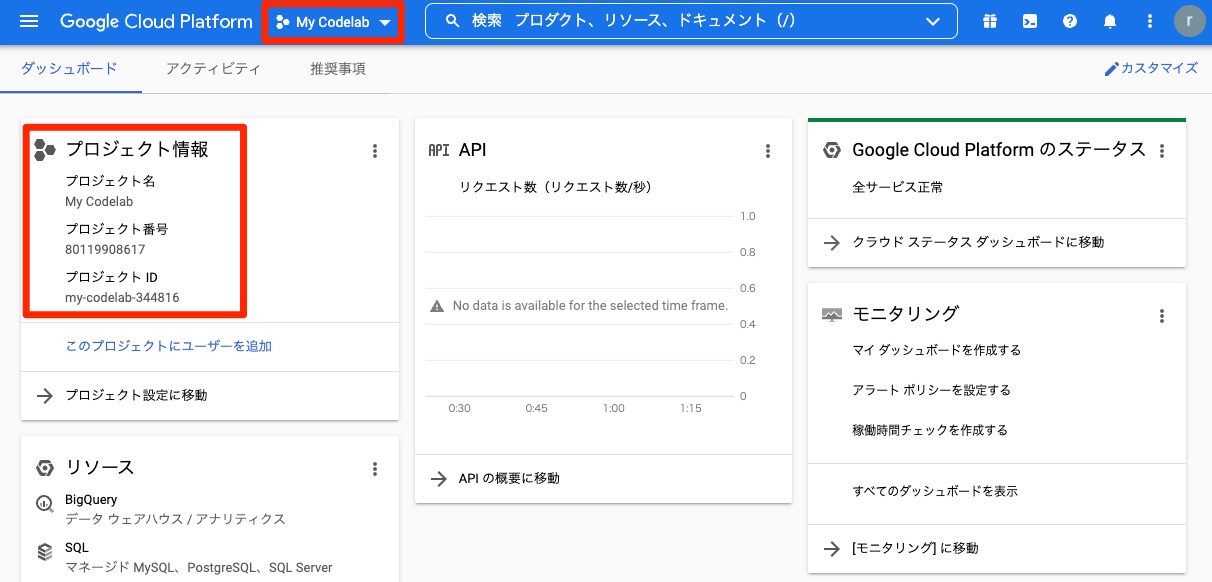 Google Cloud Platform
My Codelab
検索 プロダクト、リソース、ドキュメント（/）
r
ダッシュボード
アクティビティ
推奨事項
カスタマイズ
プロジェクト情報
プロジェクト名
My Codelab
プロジェクト番号
80119908617
プロジェクト ID
my-codelab-344816
このプロジェクトにユーザーを追加
プロジェクト設定に移動
リソース
BigQuery
データ ウェアハウス / アナリティクス
SQL
マネージド MySQL、PostgreSQL、SQL Server
API API
リクエスト数（リクエスト数/秒）
1.0
0.8
0.6
No data is available for the selected time frame.
0.4
0.2
0
0:30 0:45 1:00 1:15
API の概要に移動
Google Cloud Platform のステータス
全サービス正常
クラウド ステータス ダッシュボードに移動
モニタリング
マイ ダッシュボードを作成する
アラート ポリシーを設定する
稼働時間チェックを作成する
すべてのダッシュボードを表示
[モニタリング] に移動